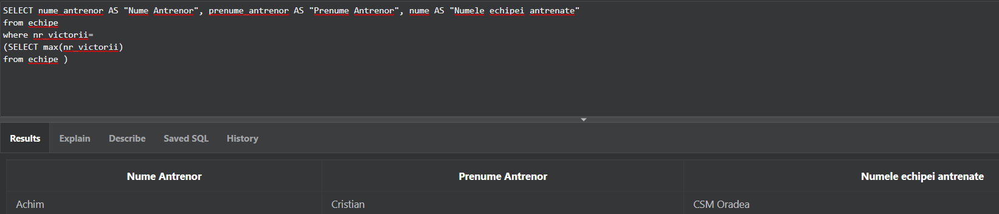 SELECT nume_antrenor AS "Nume Antrenor", prenume_antrenor AS "Prenume Antrenor", nume AS "Numele echipei antrenate"
from echipe
where nr_victorii=
(SELECT max(nr_victorii)
from echipe )
Results Explain Describe Saved SQL History
Nume Antrenor Prenume Antrenor Numele echipei antrenate
Achim Cristian CSM Oradea